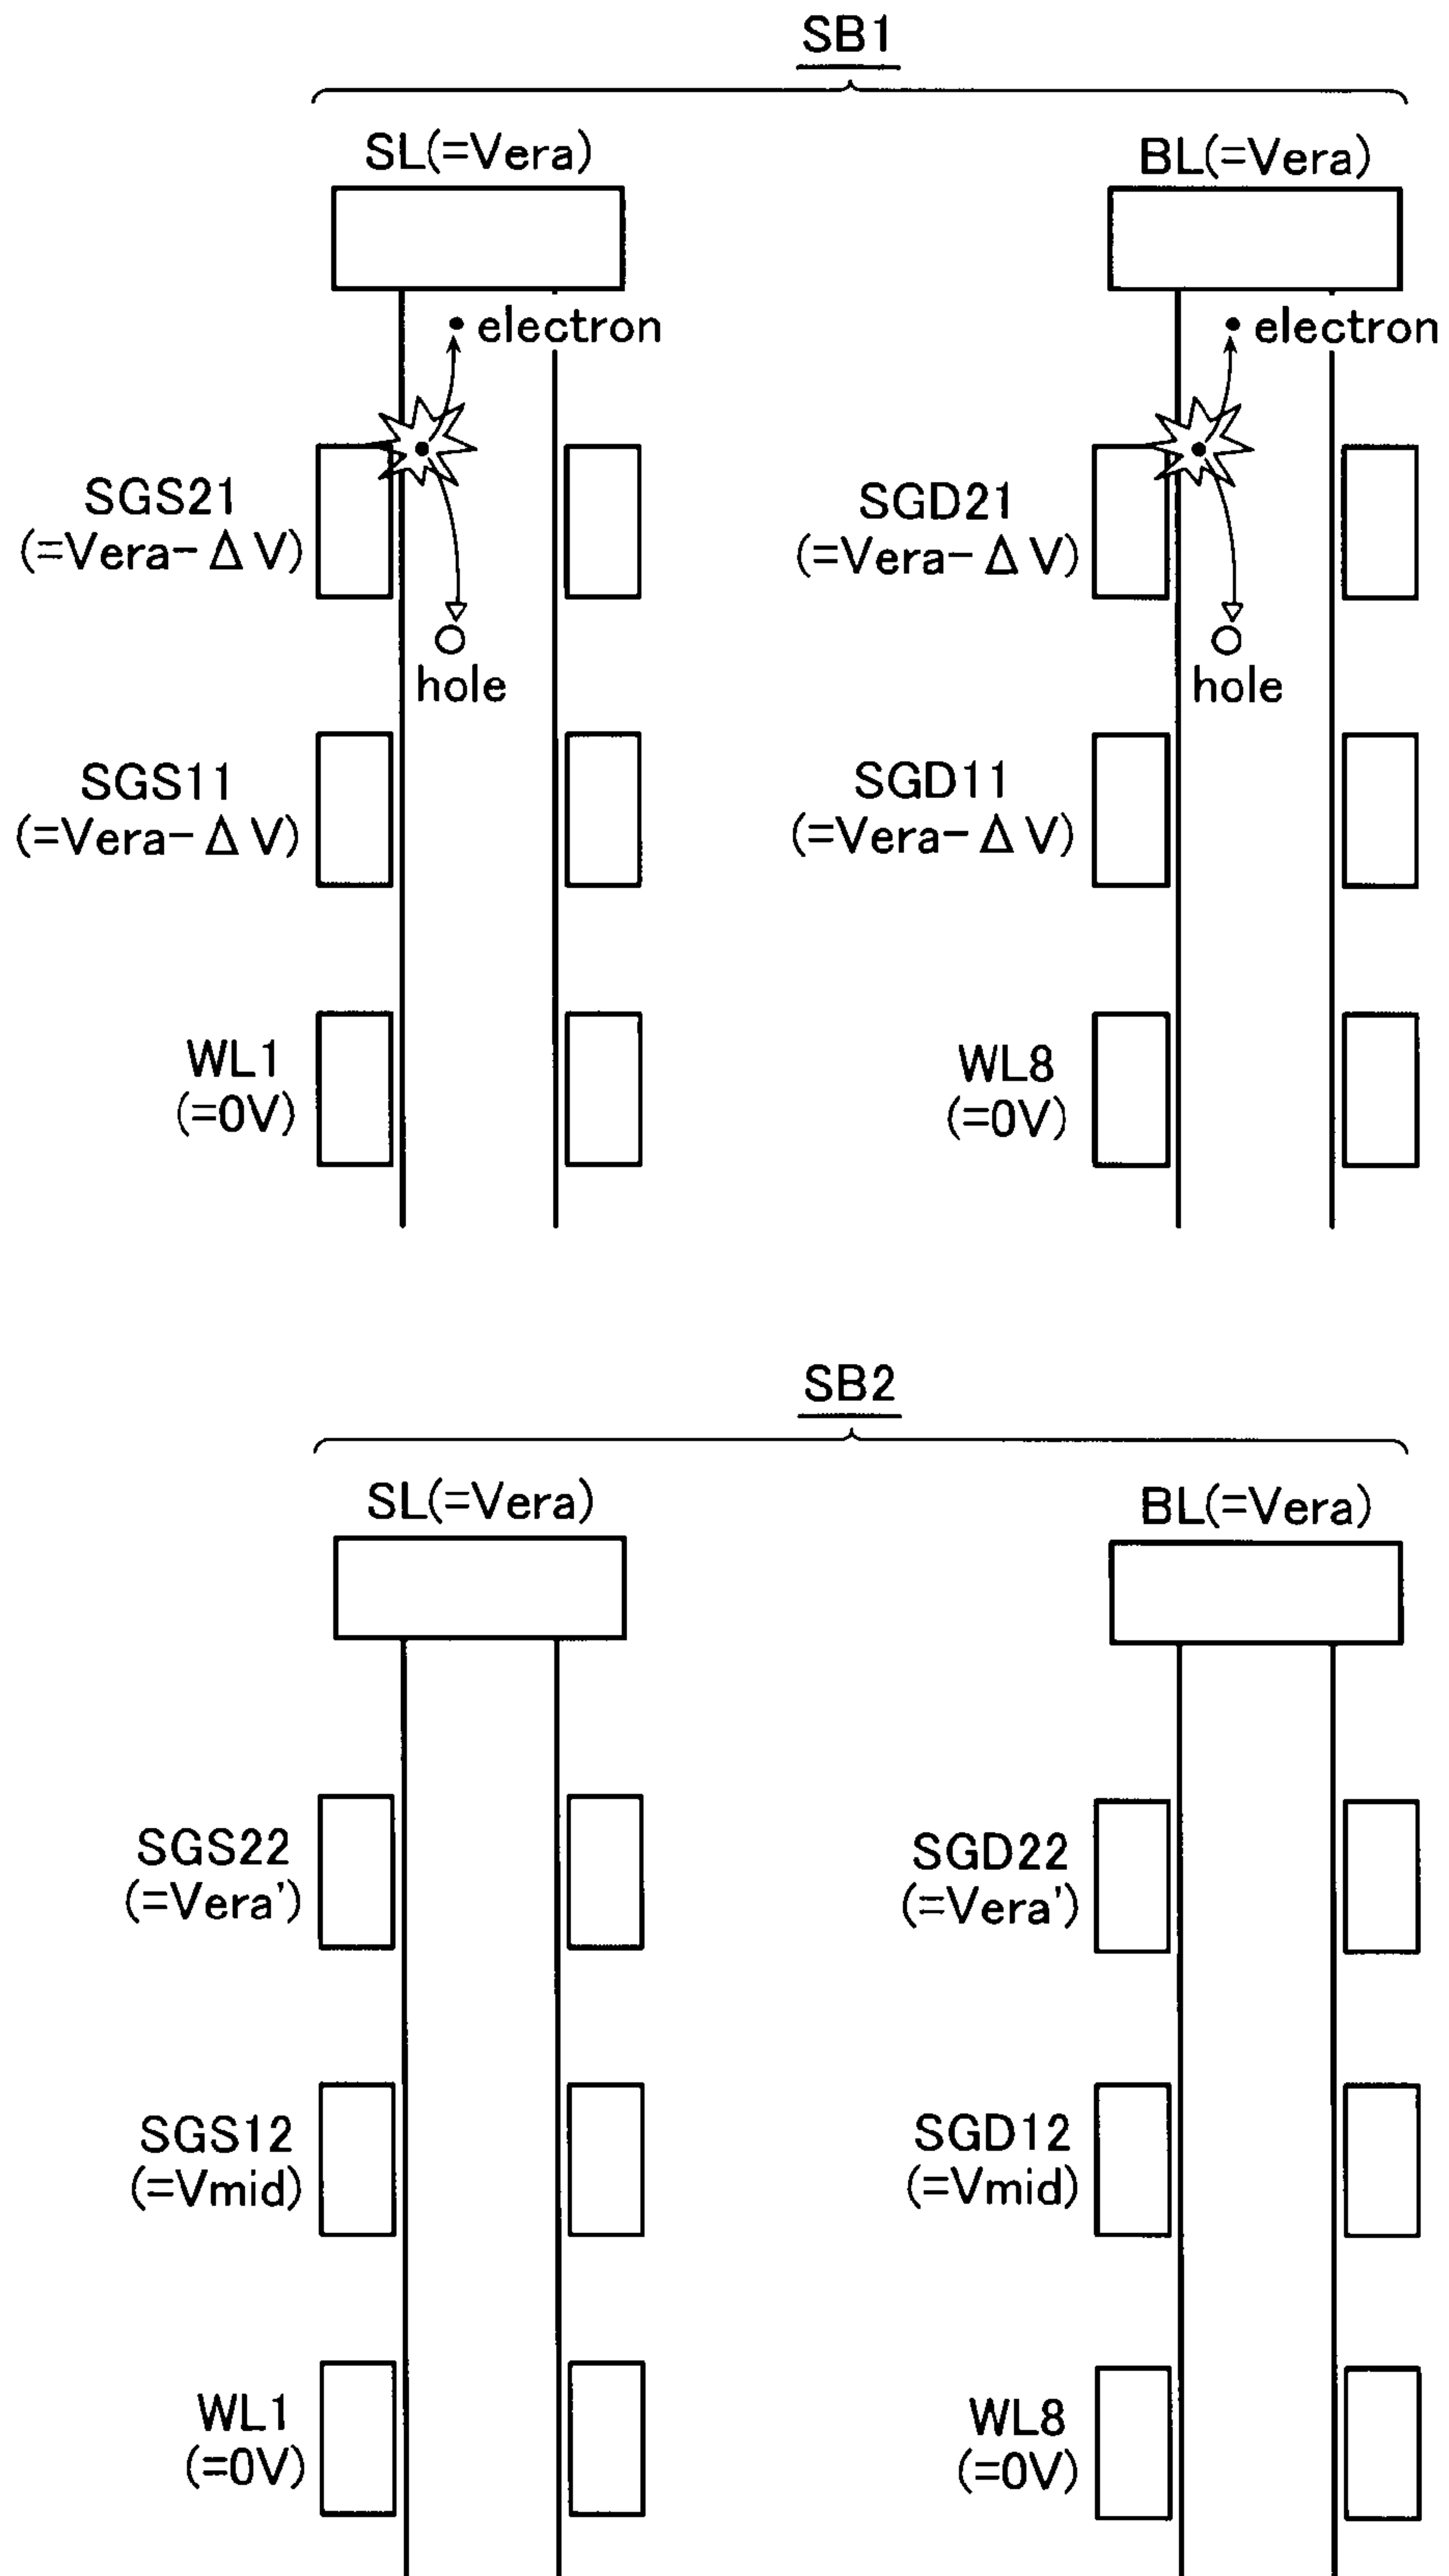 SB1
SL(=Vera)
BL(=Vera)
electron
electron
SGS21
(=Vera-ΔV)
SGD21
(=Vera-ΔV)
hole
hole
SGS11
(=Vera-ΔV)
SGD11
(=Vera-ΔV)
WL1
(=0V)
WL8
(=0V)
SB2
SL(=Vera)
BL(=Vera)
SGS22
(=Vera')
SGD22
(=Vera')
SGS12
(=Vmid)
SGD12
(=Vmid)
WL1
(=0V)
WL8
(=0V)